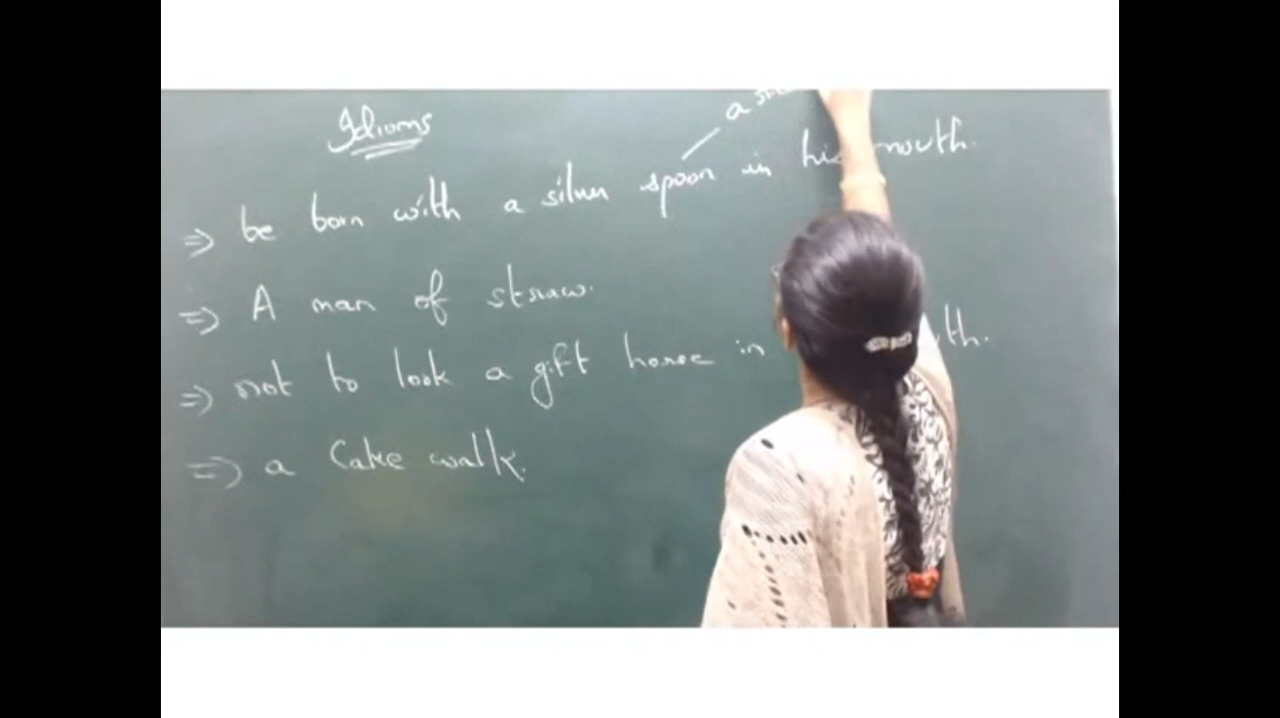 Idioms
a
⇒ be born with a silver spoon in his mouth.
⇒ A man of straw.
⇒ not to look a gift horse in
⇒ a Cake walk.